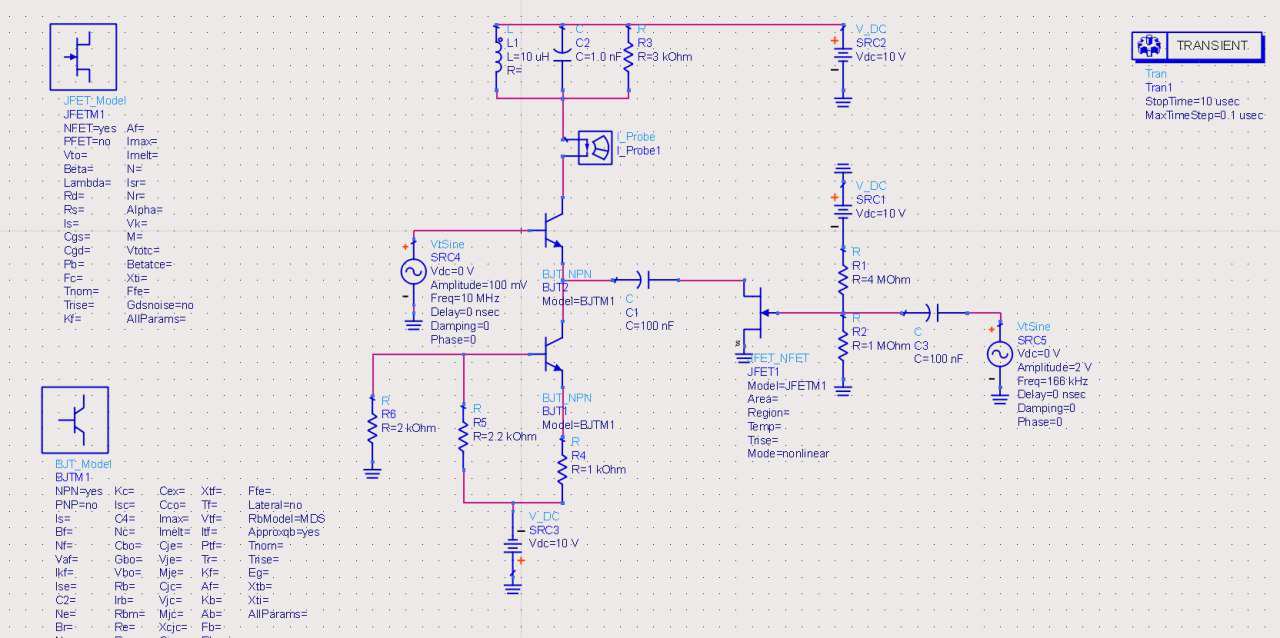 JFET_Model
JFETM1
NFET=yes Af=
PFET=no Imax=
Vto= Imelt=
Beta= N=
Lambda= Isr=
Rd= Nr=
Rs= Alpha=
Is= Vk=
Cgs= M=
Cgd= Vtotc=
Pb= Betatce=
Fc= Xti=
Tnom= Ffe=
Trise= Gdsnoise=no
Kf= AllParams=
BJT_Model
BJTM1
NPN=yes Kc= Cex= Xtf= Ffe=
PNP=no Isc= Cco= Tf= Lateral=no
Is= C4= Imax= Vtf= RbModel=MDS
Bf= Nc= Imelt= Itf= Approxqb=yes
Nf= Cbo= Cje= Ptf= Tnom=
Vaf= Gbo= Vje= Tr= Trise=
Ikf= Vbo= Mje= Kf= Eg=
Ise= Rb= Cjc= Af= Xtb=
C2= Irb= Vjc= Kb= Xti=
Ne= Rbm= Mjc= Ab= AllParams=
Br= Re= Xcjc= Fb=
L
L1
L=10 uH
R=
C
C2
C=1.0 nF
R
R3
R=3 kOhm
V_DC
SRC2
Vdc=10 V
I_Probe
I_Probe1
VtSine
SRC4
Vdc=0 V
Amplitude=100 mV
Freq=10 MHz
Delay=0 nsec
Damping=0
Phase=0
BJT_NPN
BJT2
Model=BJTM1
C
C1
C=100 nF
V_DC
SRC1
Vdc=10 V
R
R1
R=4 MOhm
R
R2
R=1 MOhm
C
C3
C=100 nF
VtSine
SRC5
Vdc=0 V
Amplitude=2 V
Freq=166 kHz
Delay=0 nsec
Damping=0
Phase=0
JFET_NFET
JFET1
Model=JFETM1
Area=
Region=
Temp=
Trise=
Mode=nonlinear
BJT_NPN
BJT1
Model=BJTM1
R
R6
R=2 kOhm
R
R5
R=2.2 kOhm
R
R4
R=1 kOhm
V_DC
SRC3
Vdc=10 V
TRANSIENT
Tran
Tran1
StopTime=10 usec
MaxTimeStep=0.1 usec